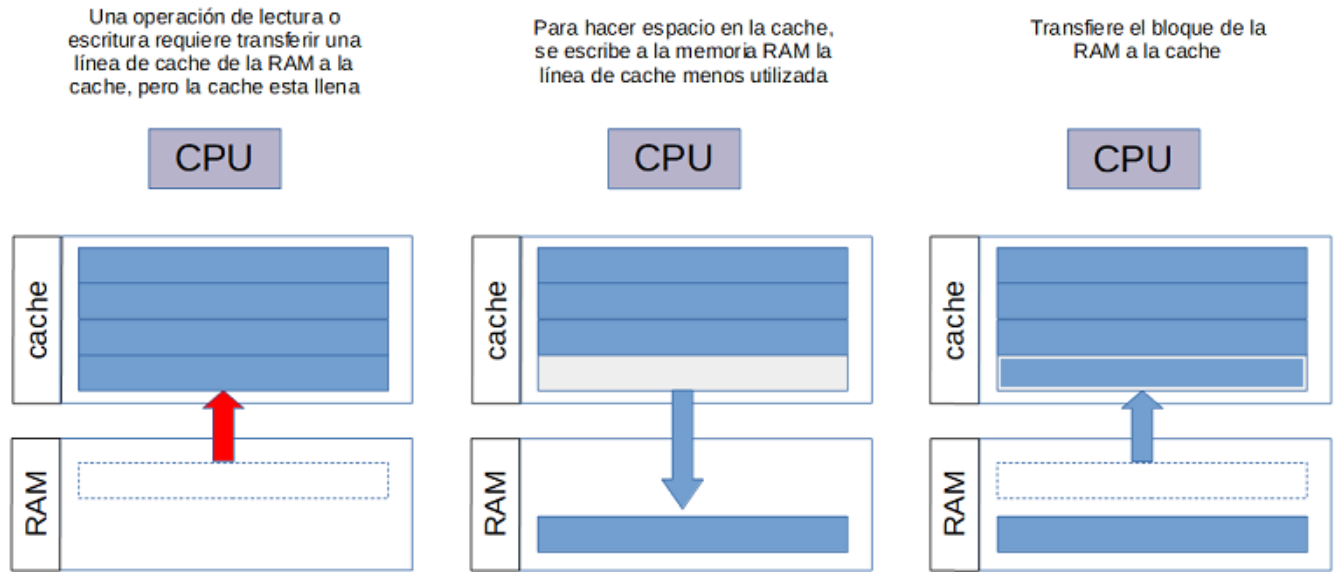 Una operación de lectura o
escritura requiere transferir una
línea de cache de la RAM a la
cache, pero la cache esta llena
Para hacer espacio en la cache,
se escribe a la memoria RAM la
línea de cache menos utilizada
Transfiere el bloque de la
RAM a la cache
CPU
CPU
CPU
cache
cache
cache
RAM
RAM
RAM